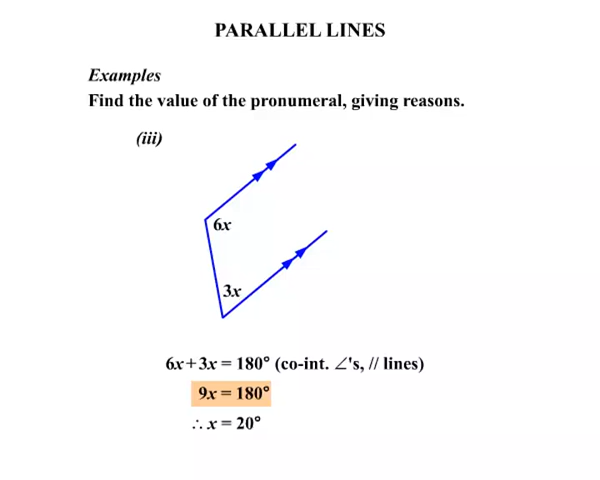 PARALLEL LINES
Examples
Find the value of the pronumeral, giving reasons.
(iii)
6x
3x
6x+3x = 180° (co-int. ∠'s, // lines)
9x = 180°
∴ x = 20°